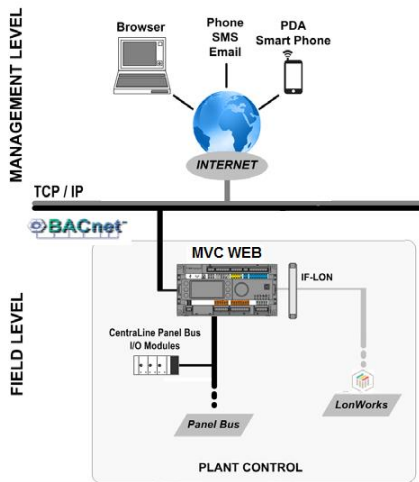 MANAGEMENT LEVEL
Browser
Phone
SMS
Email
PDA
Smart Phone
INTERNET
TCP / IP
BACnet
FIELD LEVEL
MVC WEB
IF-LON
CentraLine Panel Bus
I/O Modules
Panel Bus
LonWorks
PLANT CONTROL